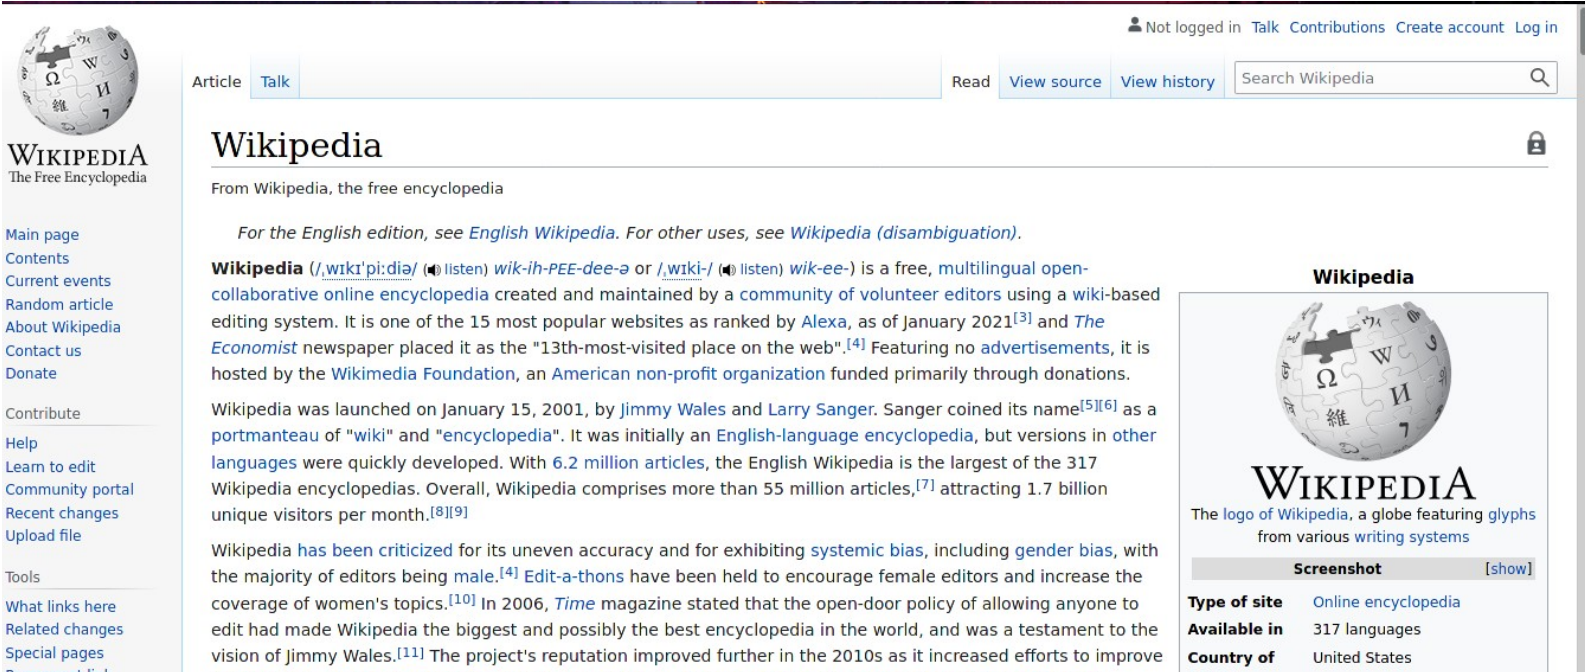 Not logged in Talk Contributions Create account Log in
Article Talk Read View source View history Search Wikipedia
WIKIPEDIA
The Free Encyclopedia
Main page
Contents
Current events
Random article
About Wikipedia
Contact us
Donate
Contribute
Help
Learn to edit
Community portal
Recent changes
Upload file
Tools
What links here
Related changes
Special pages
Wikipedia
From Wikipedia, the free encyclopedia
For the English edition, see English Wikipedia. For other uses, see Wikipedia (disambiguation).
Wikipedia (/ˌwɪkɪˈpiːdiə/ (listen) wik-ih-PEE-dee-ə or /ˌwɪki-/ (listen) wik-ee-) is a free, multilingual open-
collaborative online encyclopedia created and maintained by a community of volunteer editors using a wiki-based
editing system. It is one of the 15 most popular websites as ranked by Alexa, as of January 2021[3] and The
Economist newspaper placed it as the "13th-most-visited place on the web".[4] Featuring no advertisements, it is
hosted by the Wikimedia Foundation, an American non-profit organization funded primarily through donations.
Wikipedia was launched on January 15, 2001, by Jimmy Wales and Larry Sanger. Sanger coined its name[5][6] as a
portmanteau of "wiki" and "encyclopedia". It was initially an English-language encyclopedia, but versions in other
languages were quickly developed. With 6.2 million articles, the English Wikipedia is the largest of the 317
Wikipedia encyclopedias. Overall, Wikipedia comprises more than 55 million articles,[7] attracting 1.7 billion
unique visitors per month.[8][9]
Wikipedia has been criticized for its uneven accuracy and for exhibiting systemic bias, including gender bias, with
the majority of editors being male.[4] Edit-a-thons have been held to encourage female editors and increase the
coverage of women's topics.[10] In 2006, Time magazine stated that the open-door policy of allowing anyone to
edit had made Wikipedia the biggest and possibly the best encyclopedia in the world, and was a testament to the
vision of Jimmy Wales.[11] The project's reputation improved further in the 2010s as it increased efforts to improve
Wikipedia
Ω W И 維
WIKIPEDIA
The logo of Wikipedia, a globe featuring glyphs
from various writing systems
Screenshot [show]
Type of site Online encyclopedia
Available in 317 languages
Country of United States